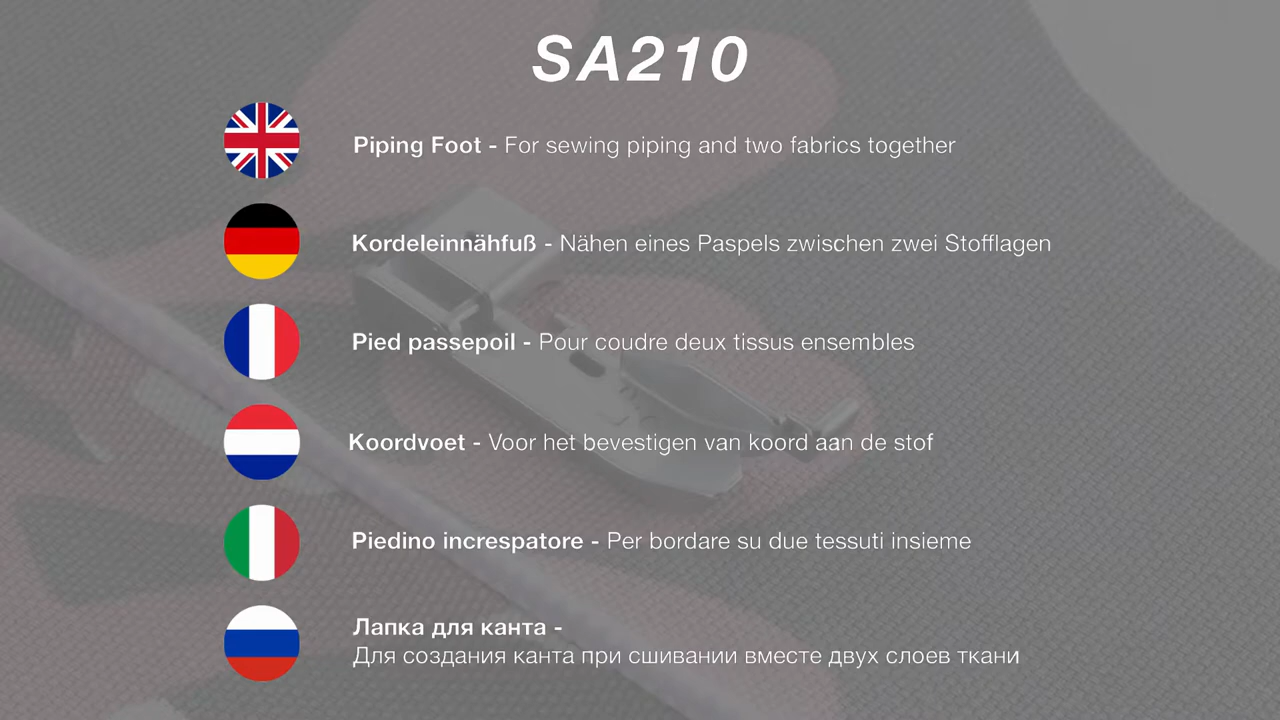 SA210
Piping Foot - For sewing piping and two fabrics together
Kordeleinnähfuß - Nähen eines Paspels zwischen zwei Stofflagen
Pied passepoil - Pour coudre deux tissus ensembles
Koordvoet - Voor het bevestigen van koord aan de stof
Piedino increspatore - Per bordare su due tessuti insieme
Лапка для канта -
Для создания канта при сшивании вместе двух слоев ткани